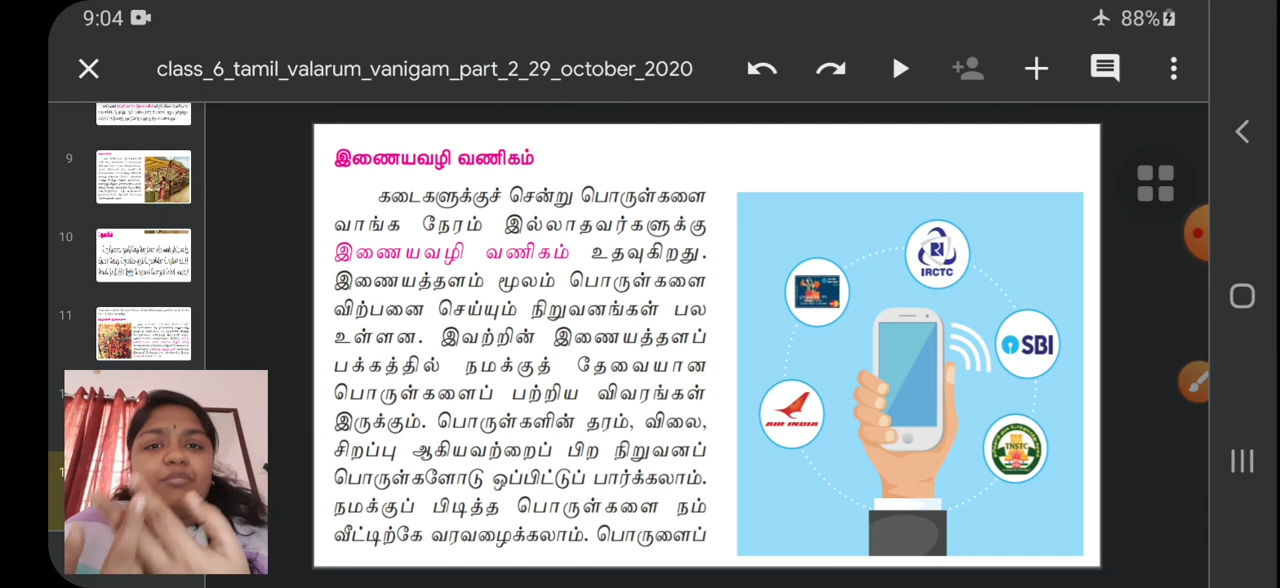 9:04
88%
class_6_tamil_valarum_vanigam_part_2_29_october_2020
9
10
11
இணையவழி வணிகம்
கடைகளுக்குச் சென்று பொருள்களை
வாங்க நேரம் இல்லாதவர்களுக்கு
இணையவழி வணிகம் உதவுகிறது.
இணையத்தளம் மூலம் பொருள்களை
விற்பனை செய்யும் நிறுவனங்கள் பல
உள்ளன. இவற்றின் இணையத்தளப்
பக்கத்தில் நமக்குத் தேவையான
பொருள்களைப் பற்றிய விவரங்கள்
இருக்கும். பொருள்களின் தரம், விலை,
சிறப்பு ஆகியவற்றைப் பிற நிறுவனப்
பொருள்களோடு ஒப்பிட்டுப் பார்க்கலாம்.
நமக்குப் பிடித்த பொருள்களை நம்
வீட்டிற்கே வரவழைக்கலாம். பொருளைப்
IRCTC
SBI
AIR INDIA
TNSTC